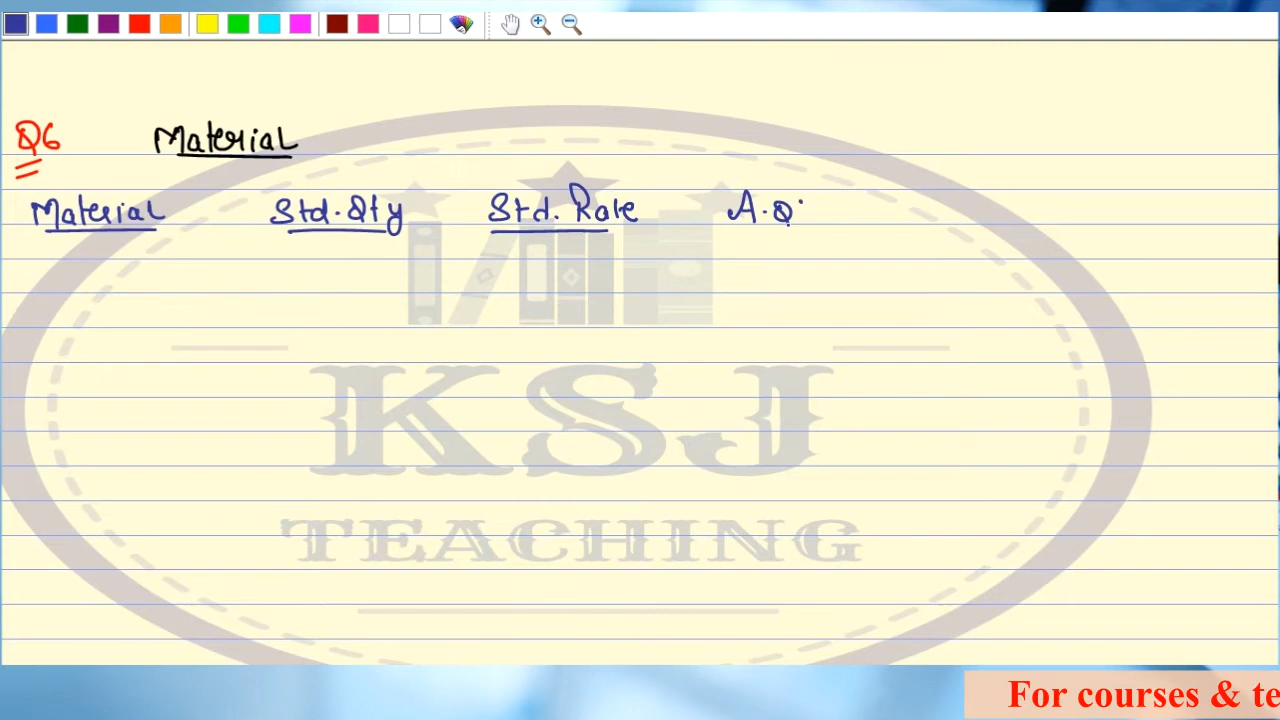 Q6 Material
Material Std. Qty Std. Rate A.Q.
KSJ
TEACHING
For courses & te